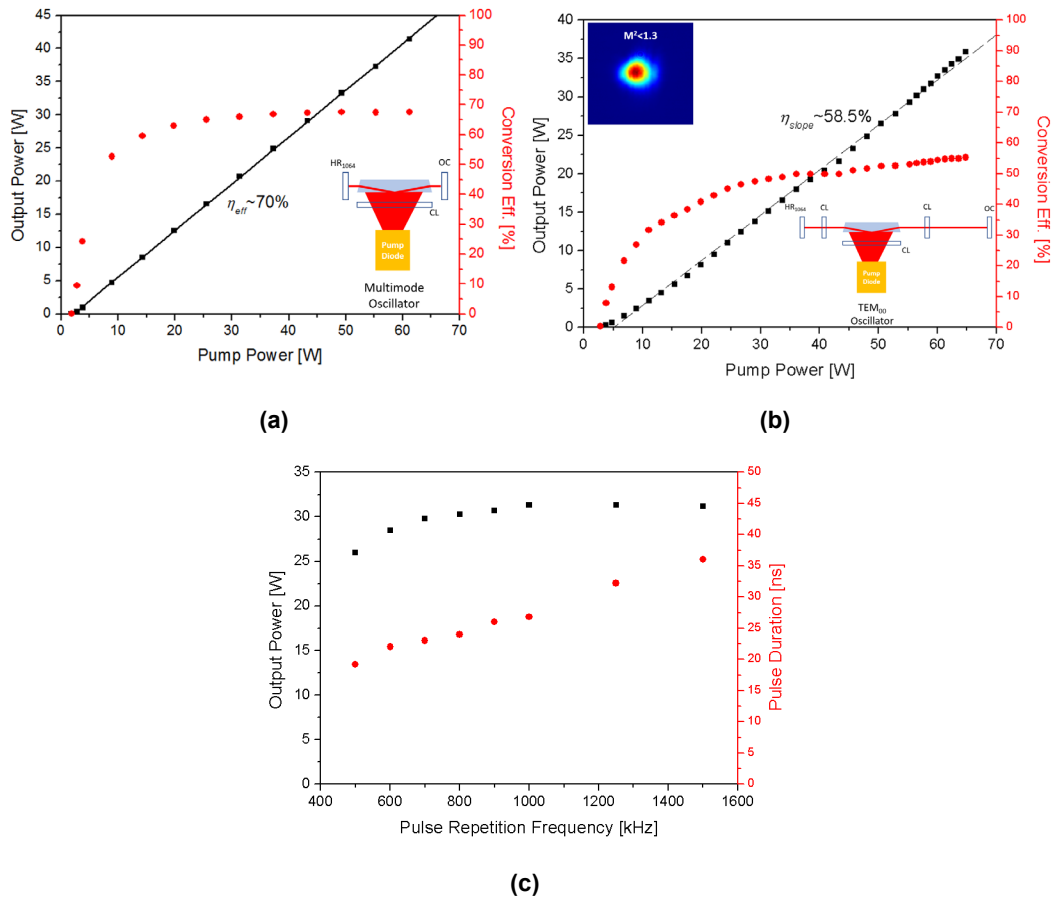 45
40
35
30
25
20
15
10
5
0
Output Power [W]
100
90
80
70
60
50
40
30
20
10
0
Conversion Eff. [%]
ηeff~70%
HR1064
OC
CL
Pump
Diode
Multimode
Oscillator
0 10 20 30 40 50 60 70
Pump Power [W]
(a)
40
35
30
25
20
15
10
5
0
Output Power [W]
M²<1.3
100
90
80
70
60
50
40
30
20
10
0
Conversion Eff. [%]
ηslope~58.5%
HR1064 CL CL OC
CL
Pump
Diode
TEM00
Oscillator
0 10 20 30 40 50 60 70
Pump Power [W]
(b)
35
30
25
20
15
10
5
0
Output Power [W]
50
45
40
35
30
25
20
15
10
5
0
Pulse Duration [ns]
400 600 800 1000 1200 1400 1600
Pulse Repetition Frequency [kHz]
(c)